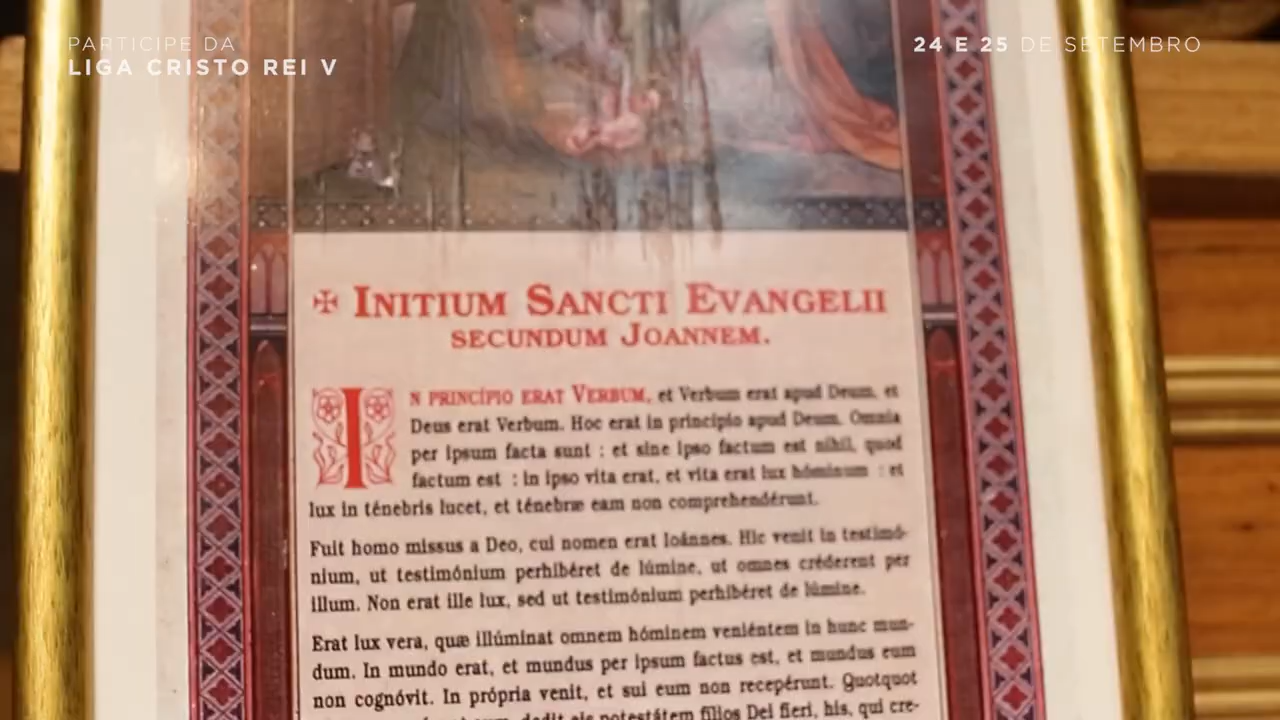 PARTICIPE DA
LIGA CRISTO REI V
24 E 25 DE SETEMBRO
✠ INITIUM SANCTI EVANGELII
SECUNDUM JOANNEM.
IN PRINCÍPIO ERAT VERBUM, et Verbum erat apud Deum, et
Deus erat Verbum. Hoc erat in princípio apud Deum. Omnia
per ipsum facta sunt : et sine ipso factum est nihil, quod
factum est : in ipso vita erat, et vita erat lux hóminum : et
lux in ténebris lucet, et ténebræ eam non comprehendérunt.
Fuit homo missus a Deo, cui nomen erat Ioánnes. Hic venit in testimó-
nium, ut testimónium perhibéret de lúmine, ut omnes créderent per
illum. Non erat ille lux, sed ut testimónium perhibéret de lúmine.
Erat lux vera, quæ illúminat omnem hóminem veniéntem in hunc mun-
dum. In mundo erat, et mundus per ipsum factus est, et mundus eum
non cognóvit. In própria venit, et sui eum non recepérunt. Quotquot
dedit eis potestátem fílios Dei fíeri, his, qui cre-